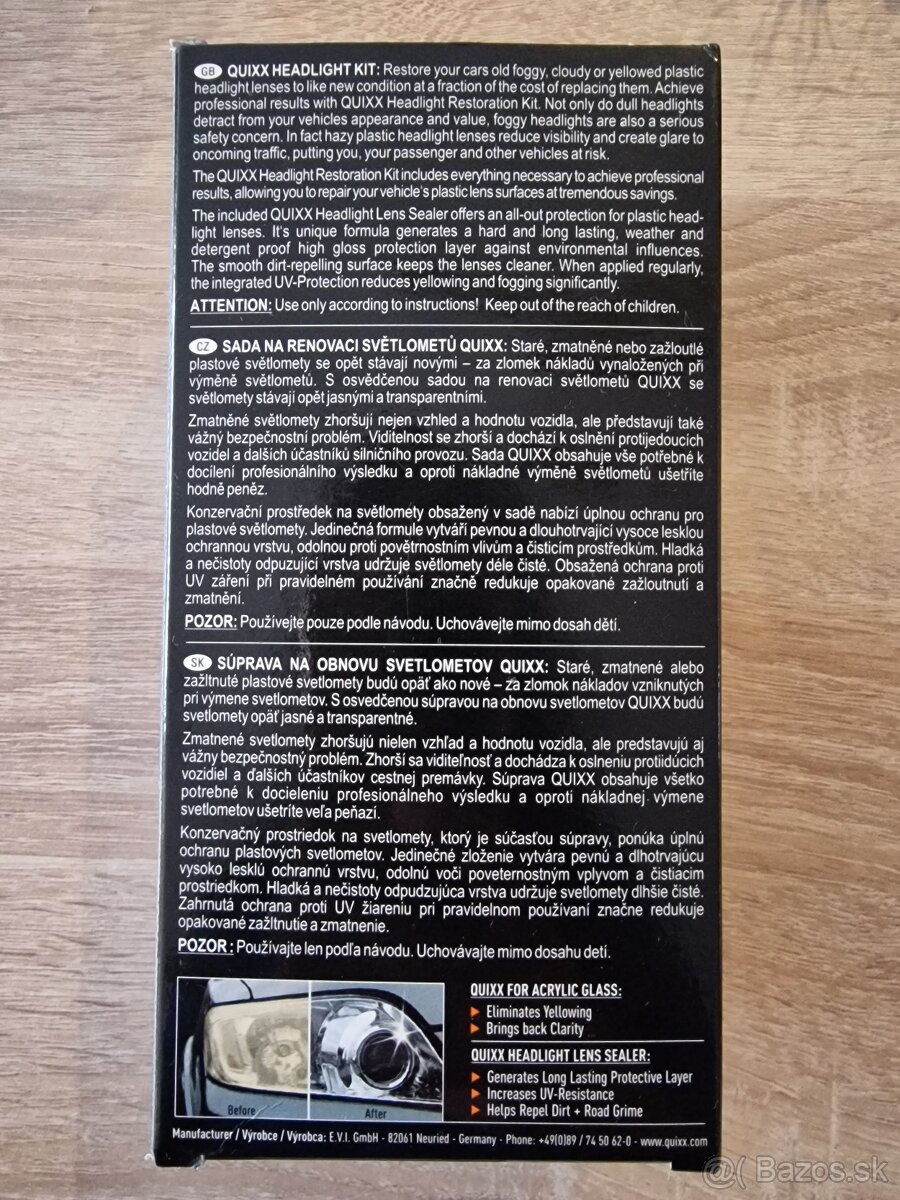 GB QUIXX HEADLIGHT KIT: Restore your cars old foggy, cloudy or yellowed plastic
headlight lenses to like new condition at a fraction of the cost of replacing them. Achieve
professional results with QUIXX Headlight Restoration Kit. Not only do dull headlights
detract from your vehicles appearance and value, foggy headlights are also a serious
safety concern. In fact hazy plastic headlight lenses reduce visibility and create glare to
oncoming traffic, putting you, your passenger and other vehicles at risk.
The QUIXX Headlight Restoration Kit includes everything necessary to achieve professional
results, allowing you to repair your vehicle's plastic lens surfaces at tremendous savings.
The included QUIXX Headlight Lens Sealer offers an all-out protection for plastic head-
light lenses. It's unique formula generates a hard and long lasting, weather and
detergent proof high gloss protection layer against environmental influences.
The smooth dirt-repelling surface keeps the lenses cleaner. When applied regularly,
the integrated UV-Protection reduces yellowing and fogging significantly.
ATTENTION: Use only according to instructions! Keep out of the reach of children.
CZ SADA NA RENOVACI SVĚTLOMETŮ QUIXX: Staré, zmatněné nebo zažloutlé
plastové světlomety se opět stávají novými – za zlomek nákladů vynaložených při
výměně světlometů. S osvědčenou sadou na renovaci světlometů QUIXX se
světlomety stávají opět jasnými a transparentními.
Zmatněné světlomety zhoršují nejen vzhled a hodnotu vozidla, ale představují také
vážný bezpečnostní problém. Viditelnost se zhorší a dochází k oslnění protijedoucích
vozidel a dalších účastníků silničního provozu. Sada QUIXX obsahuje vše potřebné k
docílení profesionálního výsledku a oproti nákladné výměně světlometů ušetříte
hodně peněz.
Konzervační prostředek na světlomety obsažený v sadě nabízí úplnou ochranu pro
plastové světlomety. Jedinečná formule vytváří pevnou a dlouhotrvající vysoce lesklou
ochrannou vrstvu, odolnou proti povětrnostním vlivům a čisticím prostředkům. Hladká
a nečistoty odpuzující vrstva udržuje světlomety déle čisté. Obsažená ochrana proti
UV záření při pravidelném používání značně redukuje opakované zažloutnutí a
zmatnění.
POZOR: Používejte pouze podle návodu. Uchovávejte mimo dosah dětí.
SK SÚPRAVA NA OBNOVU SVETLOMETOV QUIXX: Staré, zmatnené alebo
zažltnuté plastové svetlomety budú opäť ako nové – za zlomok nákladov vzniknutých
pri výmene svetlometov. S osvedčenou súpravou na obnovu svetlometov QUIXX budú
svetlomety opäť jasné a transparentné.
Zmatnené svetlomety zhoršujú nielen vzhľad a hodnotu vozidla, ale predstavujú aj
vážny bezpečnostný problém. Zhorší sa viditeľnosť a dochádza k oslneniu protiidúcich
vozidiel a ďalších účastníkov cestnej premávky. Súprava QUIXX obsahuje všetko
potrebné k docieleniu profesionálneho výsledku a oproti nákladnej výmene
svetlometov ušetríte veľa peňazí.
Konzervačný prostriedok na svetlomety, ktorý je súčasťou súpravy, ponúka úplnú
ochranu plastových svetlometov. Jedinečné zloženie vytvára pevnú a dlhotrvajúcu
vysoko lesklú ochrannú vrstvu, odolnú voči poveternostným vplyvom a čistiacim
prostriedkom. Hladká a nečistoty odpudzujúca vrstva udržuje svetlomety dlhšie čisté.
Zahrnutá ochrana proti UV žiareniu pri pravidelnom používaní značne redukuje
opakované zažltnutie a zmatnenie.
POZOR: Používajte len podľa návodu. Uchovávajte mimo dosahu detí.
Before
After
QUIXX FOR ACRYLIC GLASS:
Eliminates Yellowing
Brings back Clarity
QUIXX HEADLIGHT LENS SEALER:
Generates Long Lasting Protective Layer
Increases UV-Resistance
Helps Repel Dirt + Road Grime
Manufacturer / Výrobce / Výrobca: E.V.I. GmbH - 82061 Neuried - Germany - Phone: +49(0)89 / 74 50 62-0 - www.quixx.com
@( Bazos.sk